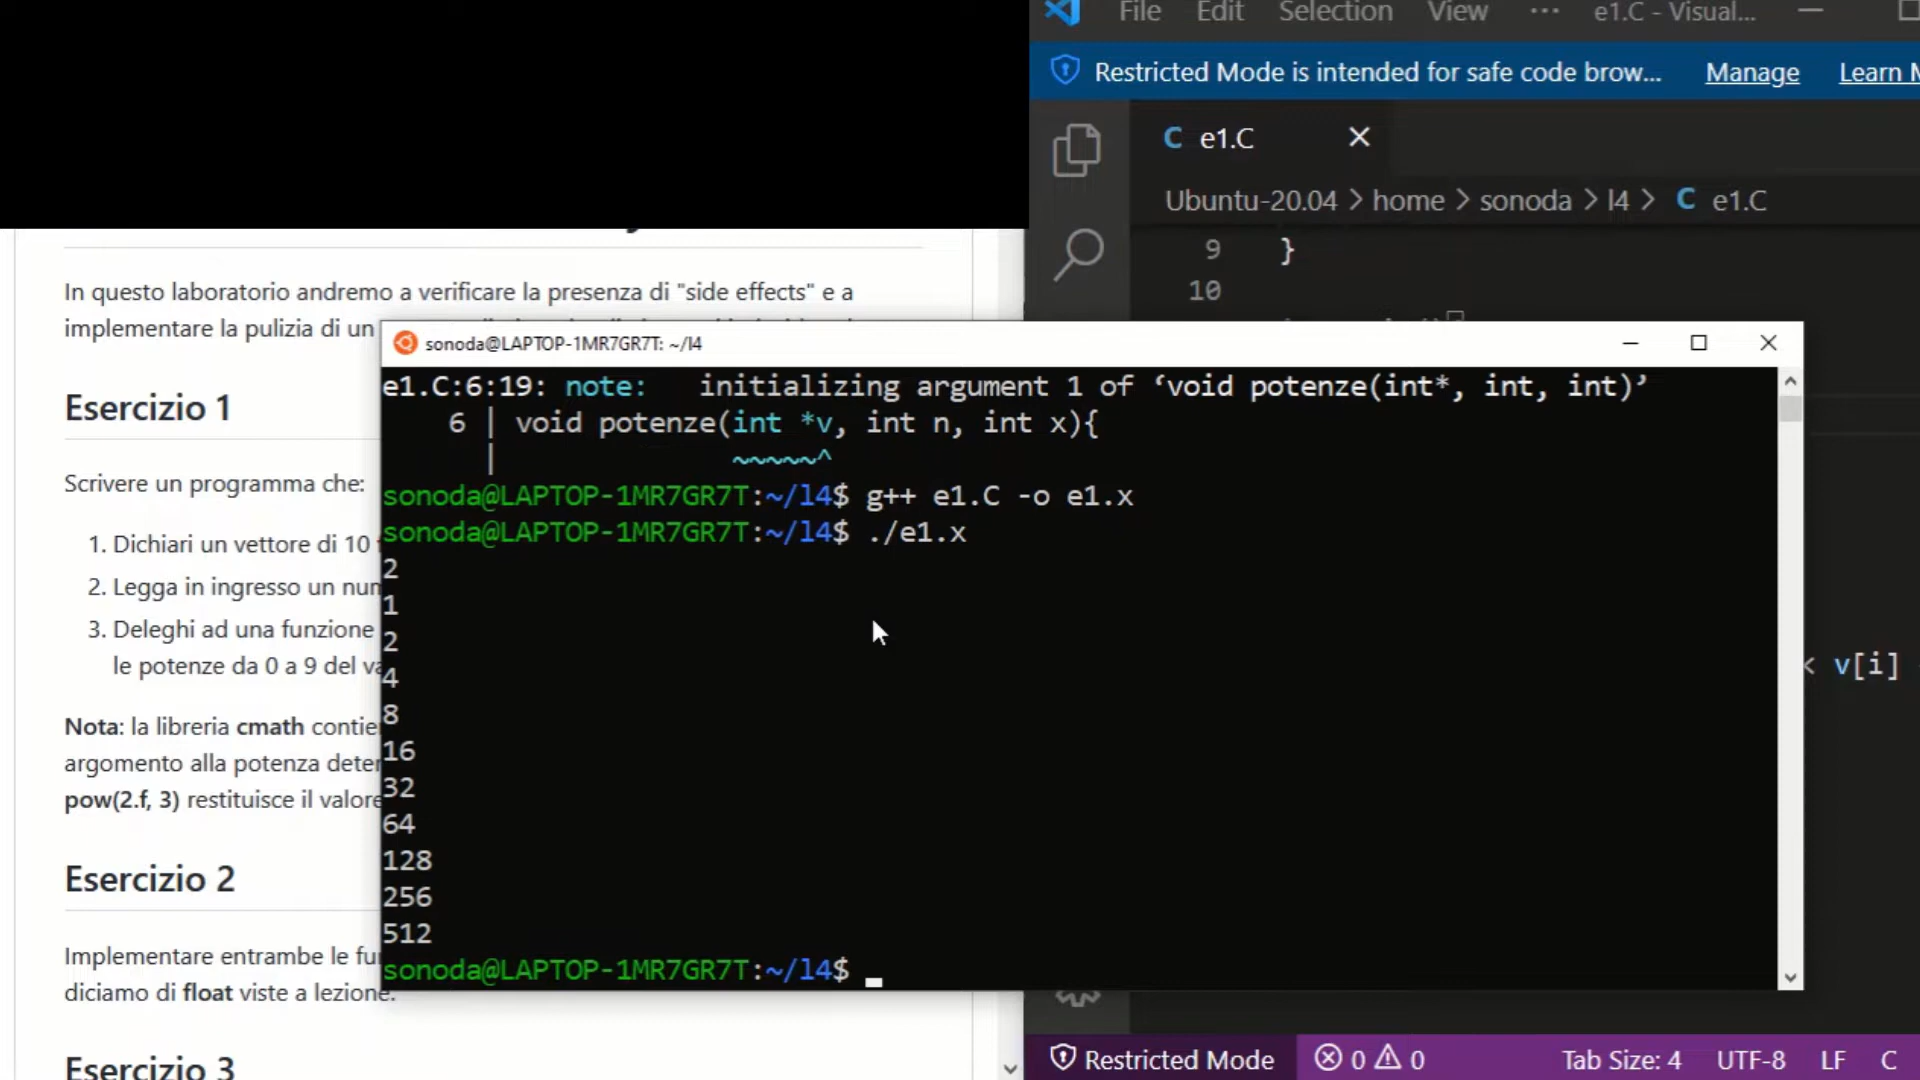 File Edit Selection View ··· e1.C - Visual...
Restricted Mode is intended for safe code brow... Manage Learn
C e1.C
Ubuntu-20.04 > home > sonoda > l4 > C e1.C
9 }
10
< v[i]
Restricted Mode 0 0 Tab Size: 4 UTF-8 LF C
In questo laboratorio andremo a verificare la presenza di "side effects" e a
implementare la pulizia di un
Esercizio 1
Scrivere un programma che:
1. Dichiari un vettore di 10
2. Legga in ingresso un
3. Deleghi ad una funzione
le potenze da 0 a 9 del
Nota: la libreria cmath
argomento alla potenza
pow(2.f, 3) restituisce il valore
Esercizio 2
Implementare entrambe le
diciamo di float viste a lezione.
Esercizio 3
sonoda@LAPTOP-1MR7GR7T: ~/l4
e1.C:6:19: note:   initializing argument 1 of ‘void potenze(int*, int, int)’
6 | void potenze(int *v, int n, int x){
| ~~~~~^
sonoda@LAPTOP-1MR7GR7T:~/l4$ g++ e1.C -o e1.x
sonoda@LAPTOP-1MR7GR7T:~/l4$ ./e1.x
2
1
2
4
8
16
32
64
128
256
512
sonoda@LAPTOP-1MR7GR7T:~/l4$